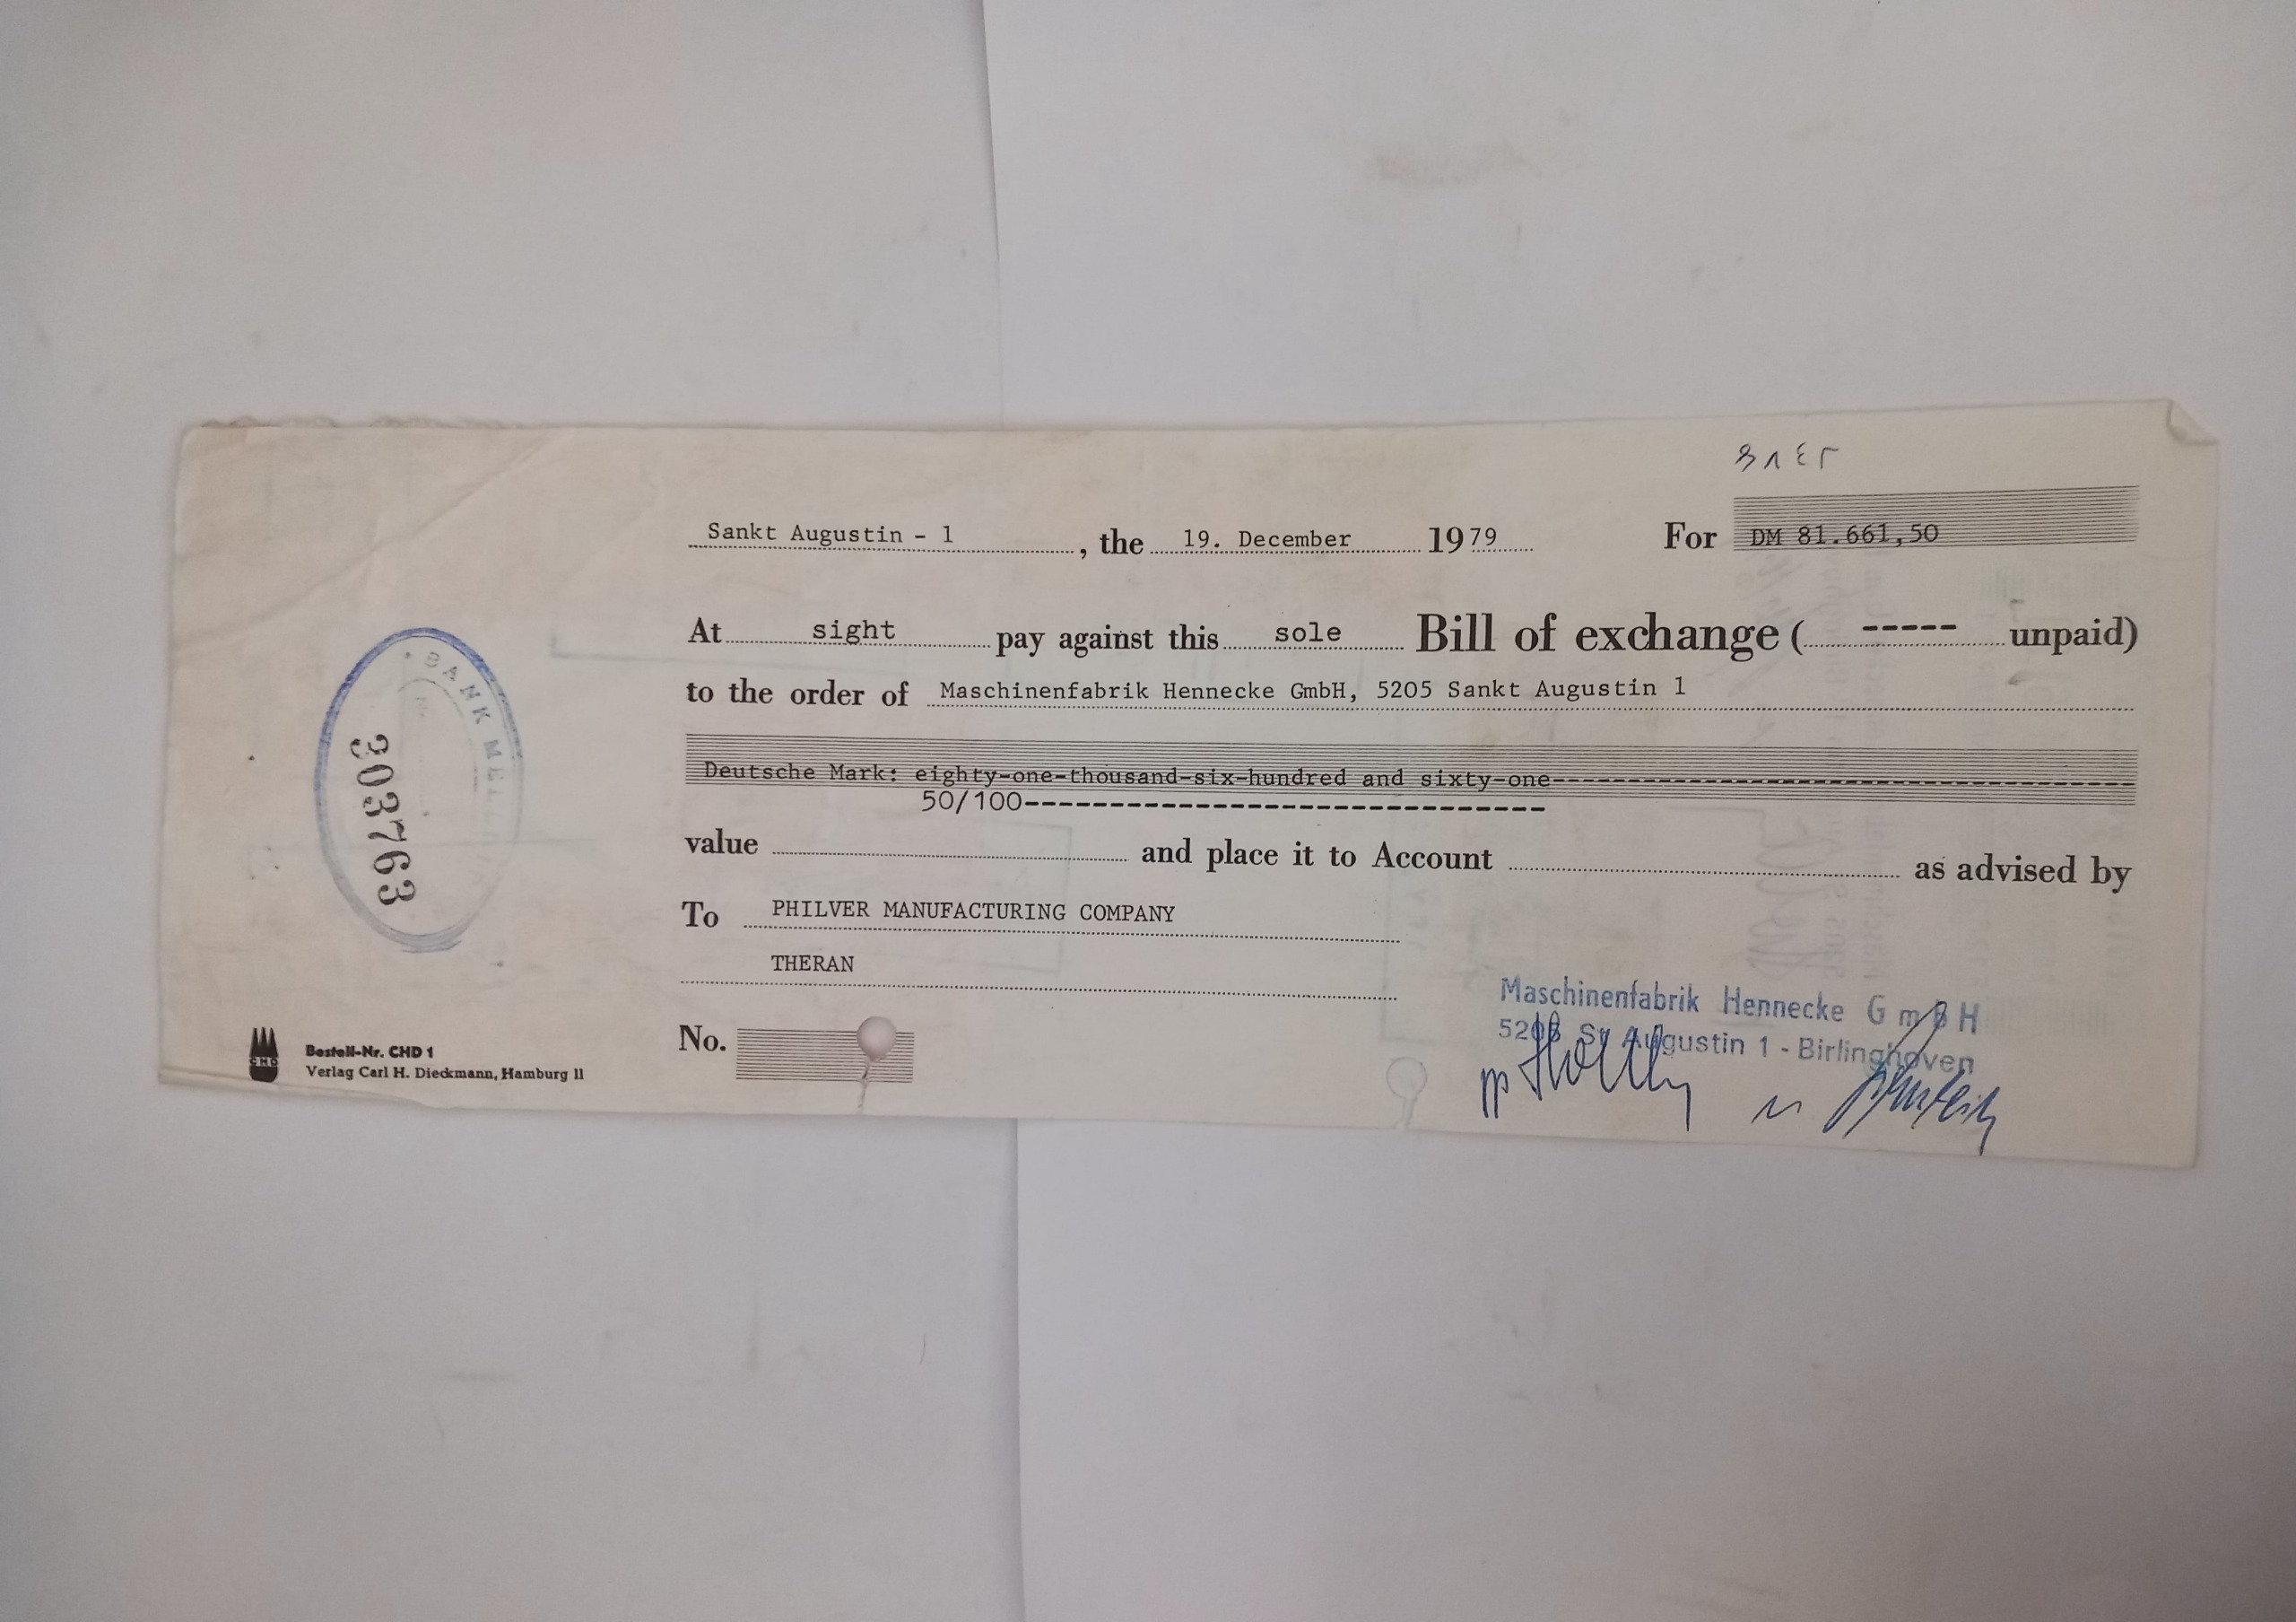 Sankt Augustin - 1 , the 19. December 1979 For DM 81.661,50
At sight pay against this sole Bill of exchange ( ----- unpaid)
to the order of Maschinenfabrik Hennecke GmbH, 5205 Sankt Augustin 1
Deutsche Mark: eighty-one-thousand-six-hundred and sixty-one-----------------------------------------
50/100-------------------------------
value and place it to Account as advised by
To PHILVER MANUFACTURING COMPANY
THERAN
No.
Maschinenfabrik Hennecke GmBH
5205 St. Augustin 1 - Birlinghoven
BANK
303763
CHD
Bestell-Nr. CHD 1
Verlag Carl H. Dieckmann, Hamburg 11